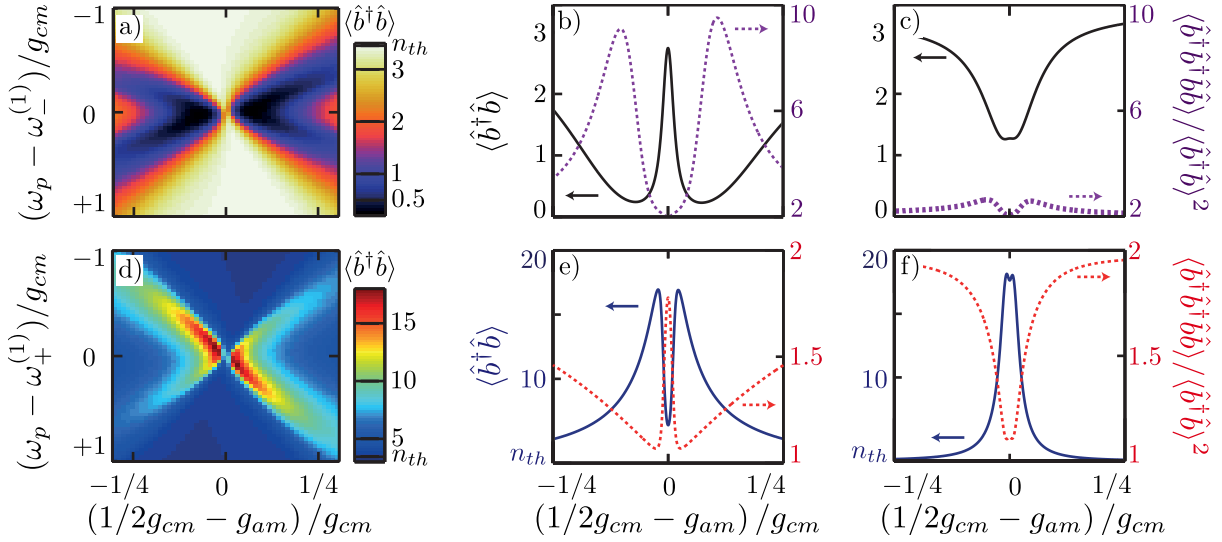 a)
(ω_p − ω_−^(1))/g_cm
−1
0
+1
⟨b̂†b̂⟩
n_th
3
2
1
0.5
b)
⟨b̂†b̂⟩
3
2
1
0
10
6
2
c)
3
2
1
0
10
6
2
⟨b̂†b̂†b̂b̂⟩/⟨b̂†b̂⟩²
d)
(ω_p − ω_+^(1))/g_cm
−1
0
+1
⟨b̂†b̂⟩
15
10
5
n_th
−1/4 0 1/4
(1/2g_cm − g_am)/g_cm
e)
⟨b̂†b̂⟩
20
10
n_th
2
1.5
1
−1/4 0 1/4
(1/2g_cm − g_am)/g_cm
f)
20
10
n_th
2
1.5
1
⟨b̂†b̂†b̂b̂⟩/⟨b̂†b̂⟩²
−1/4 0 1/4
(1/2g_cm − g_am)/g_cm